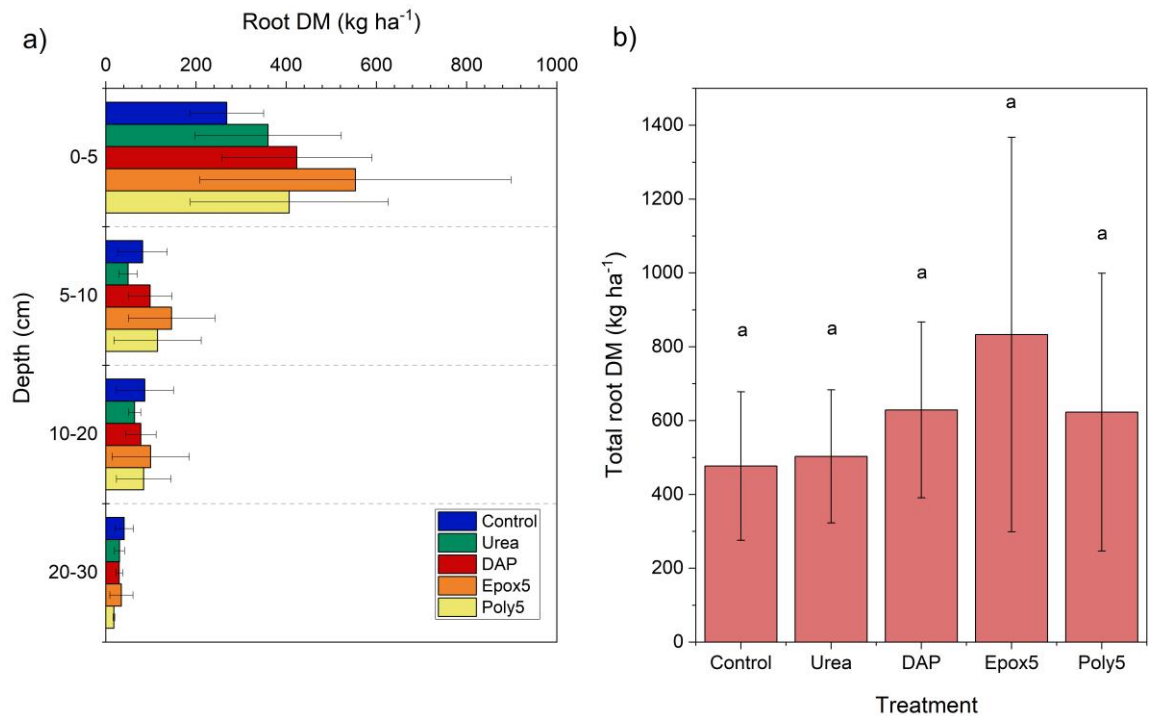 a)
Root DM (kg ha⁻¹)
0 200 400 600 800 1000
Depth (cm)
0-5
5-10
10-20
20-30
Control
Urea
DAP
Epox5
Poly5
b)
Total root DM (kg ha⁻¹)
1400
1200
1000
800
600
400
200
0
a a a a a
Control Urea DAP Epox5 Poly5
Treatment